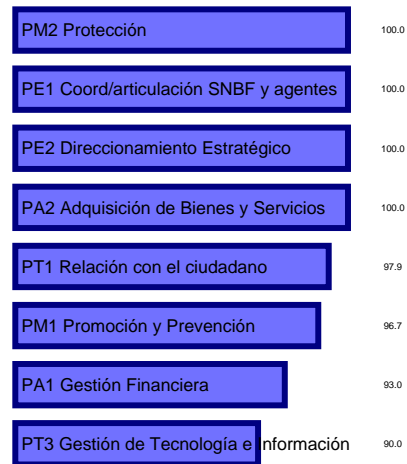 PM2 Protección 100.0
PE1 Coord/articulación SNBF y agentes 100.0
PE2 Direccionamiento Estratégico 100.0
PA2 Adquisición de Bienes y Servicios 100.0
PT1 Relación con el ciudadano 97.9
PM1 Promoción y Prevención 96.7
PA1 Gestión Financiera 93.0
PT3 Gestión de Tecnología e Información 90.0